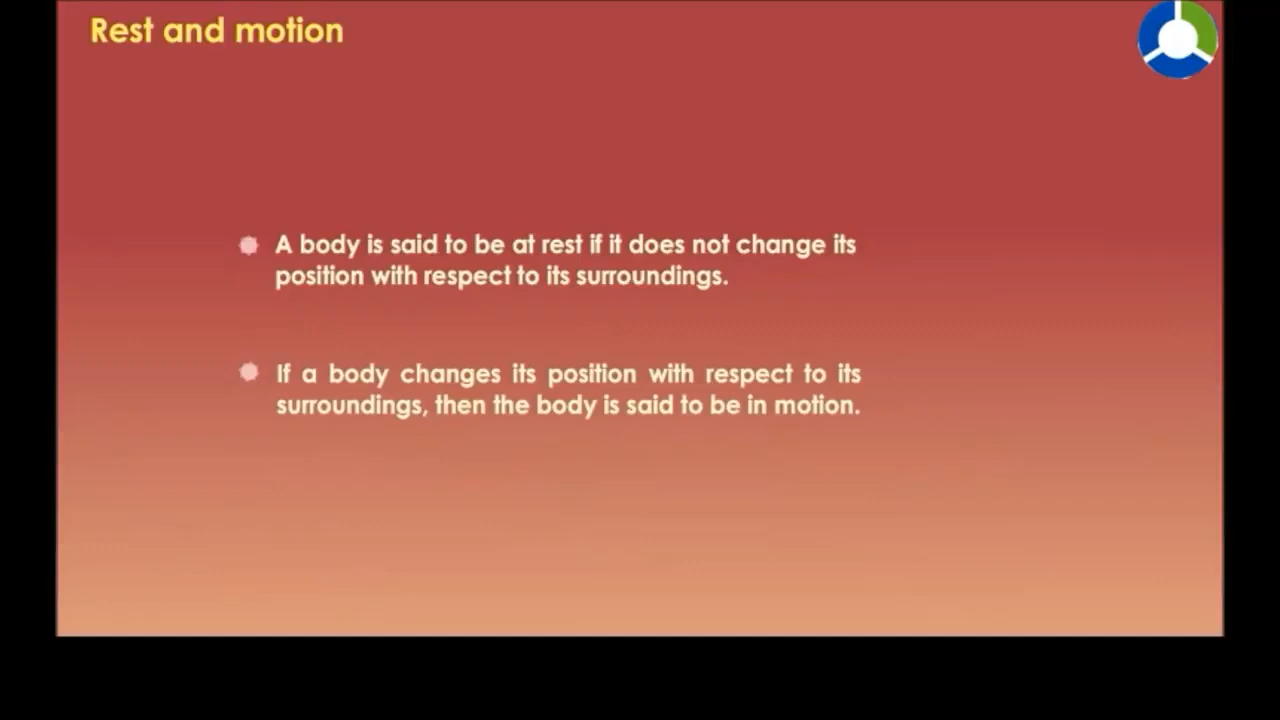 Rest and motion
A body is said to be at rest if it does not change its
position with respect to its surroundings.
If a body changes its position with respect to its
surroundings, then the body is said to be in motion.